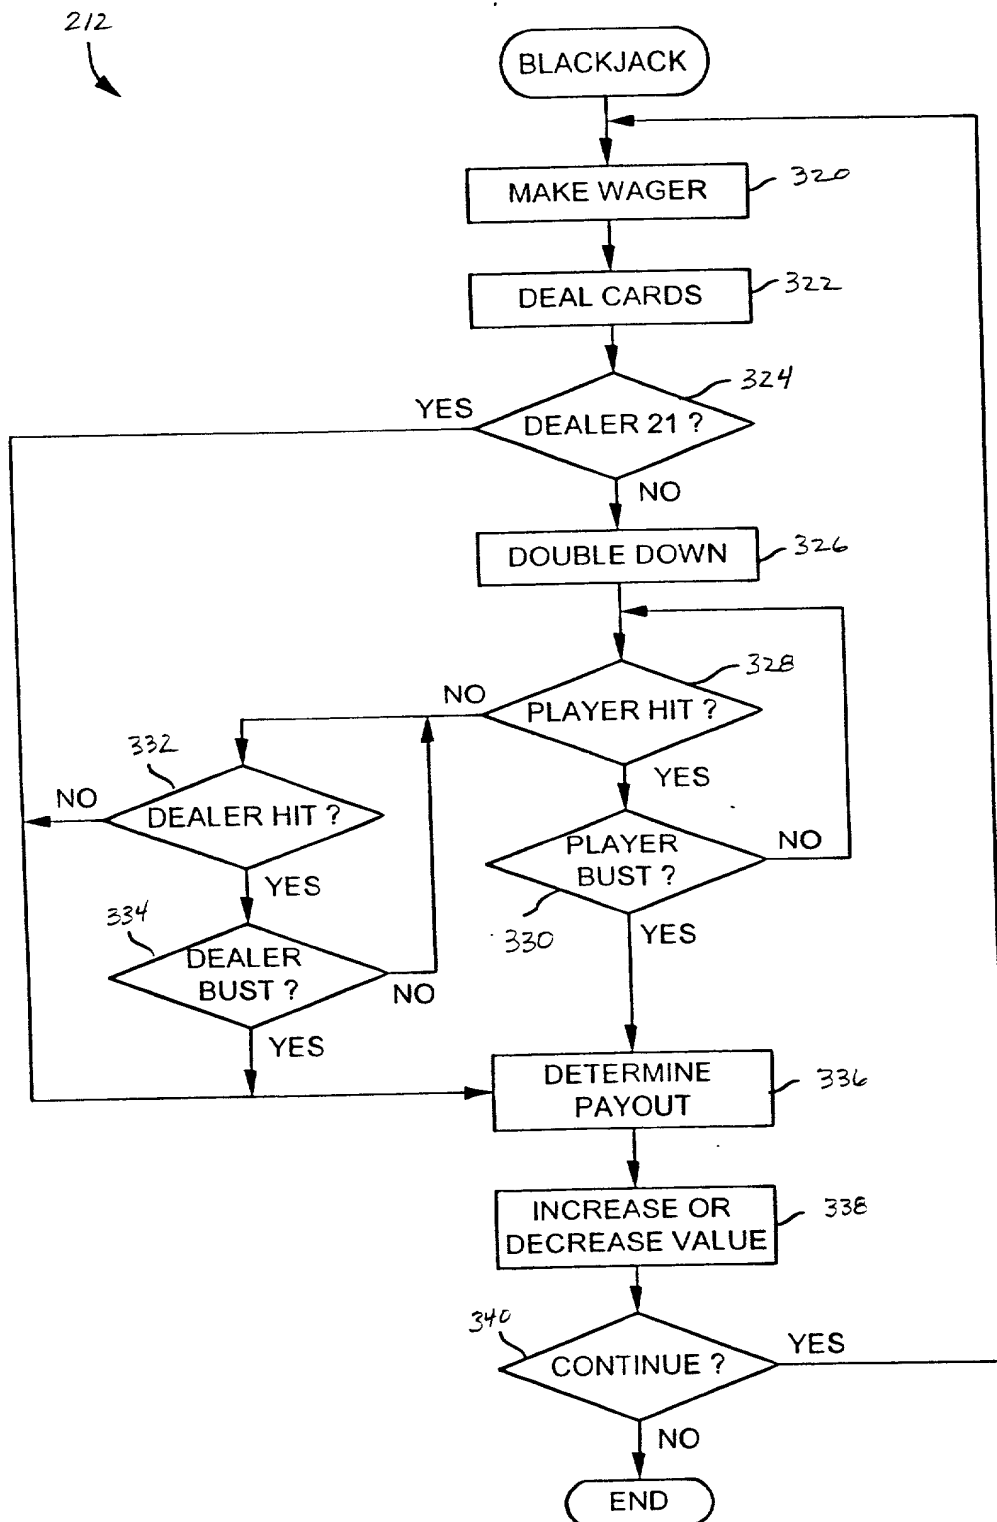 212
BLACKJACK
MAKE WAGER
320
DEAL CARDS
322
324
YES
DEALER 21 ?
NO
DOUBLE DOWN
326
328
NO
PLAYER HIT ?
332
YES
NO
DEALER HIT ?
PLAYER
BUST ?
NO
YES
334
330
YES
DEALER
BUST ?
NO
YES
DETERMINE
PAYOUT
336
INCREASE OR
DECREASE VALUE
338
340
CONTINUE ?
YES
NO
END